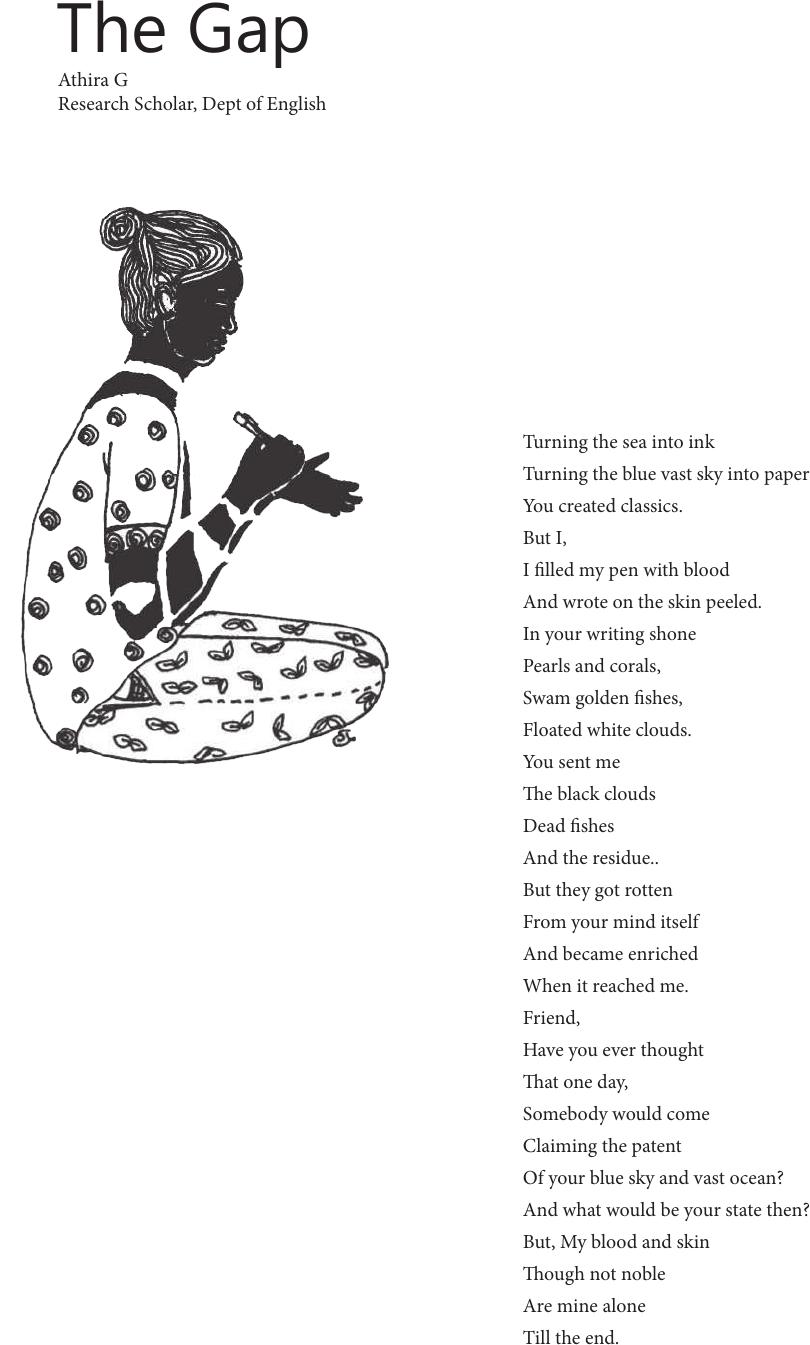 The Gap
Athira G
Research Scholar, Dept of English
Turning the sea into ink
Turning the blue vast sky into paper
You created classics.
But I,
I filled my pen with blood
And wrote on the skin peeled.
In your writing shone
Pearls and corals,
Swam golden fishes,
Floated white clouds.
You sent me
The black clouds
Dead fishes
And the residue..
But they got rotten
From your mind itself
And became enriched
When it reached me.
Friend,
Have you ever thought
That one day,
Somebody would come
Claiming the patent
Of your blue sky and vast ocean?
And what would be your state then?
But, My blood and skin
Though not noble
Are mine alone
Till the end.